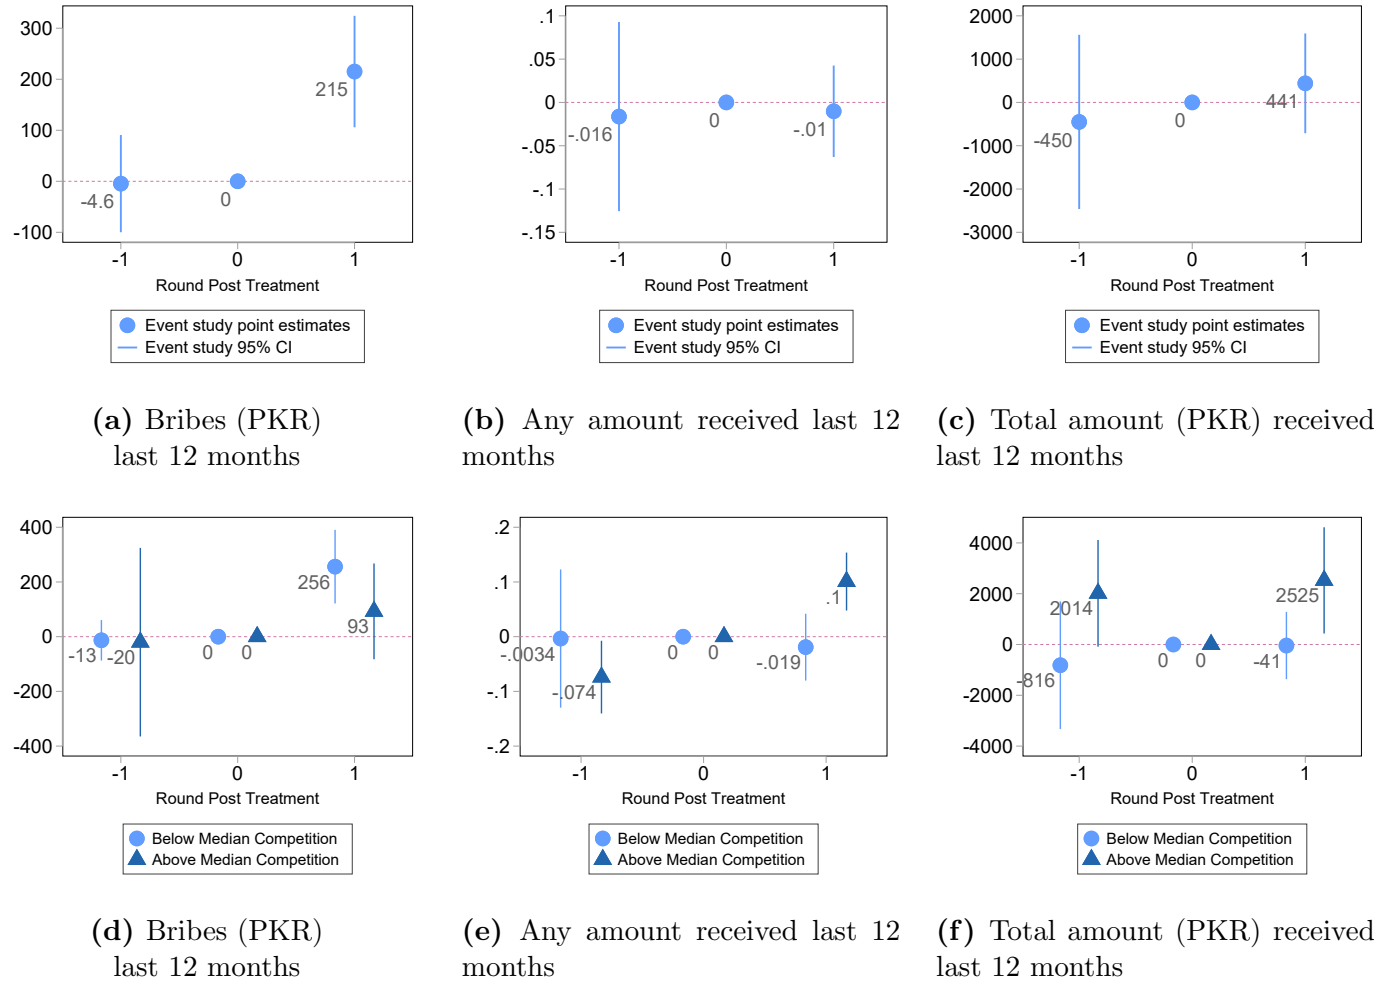 300
200
100
0
-100
215
-4.6
0
-1
0
1
Round Post Treatment
Event study point estimates
Event study 95% CI
(a) Bribes (PKR)
last 12 months
.1
.05
0
-.05
-.1
-.15
-.016
0
-.01
-1
0
1
Round Post Treatment
Event study point estimates
Event study 95% CI
(b) Any amount received last 12
months
2000
1000
0
-1000
-2000
-3000
-450
0
441
-1
0
1
Round Post Treatment
Event study point estimates
Event study 95% CI
(c) Total amount (PKR) received
last 12 months
400
200
0
-200
-400
-13
-20
0
0
256
93
-1
0
1
Round Post Treatment
Below Median Competition
Above Median Competition
(d) Bribes (PKR)
last 12 months
.2
.1
0
-.1
-.2
-.0034
-.074
0
0
-.019
.1
-1
0
1
Round Post Treatment
Below Median Competition
Above Median Competition
(e) Any amount received last 12
months
4000
2000
0
-2000
-4000
-816
2014
0
0
-41
2525
-1
0
1
Round Post Treatment
Below Median Competition
Above Median Competition
(f) Total amount (PKR) received
last 12 months